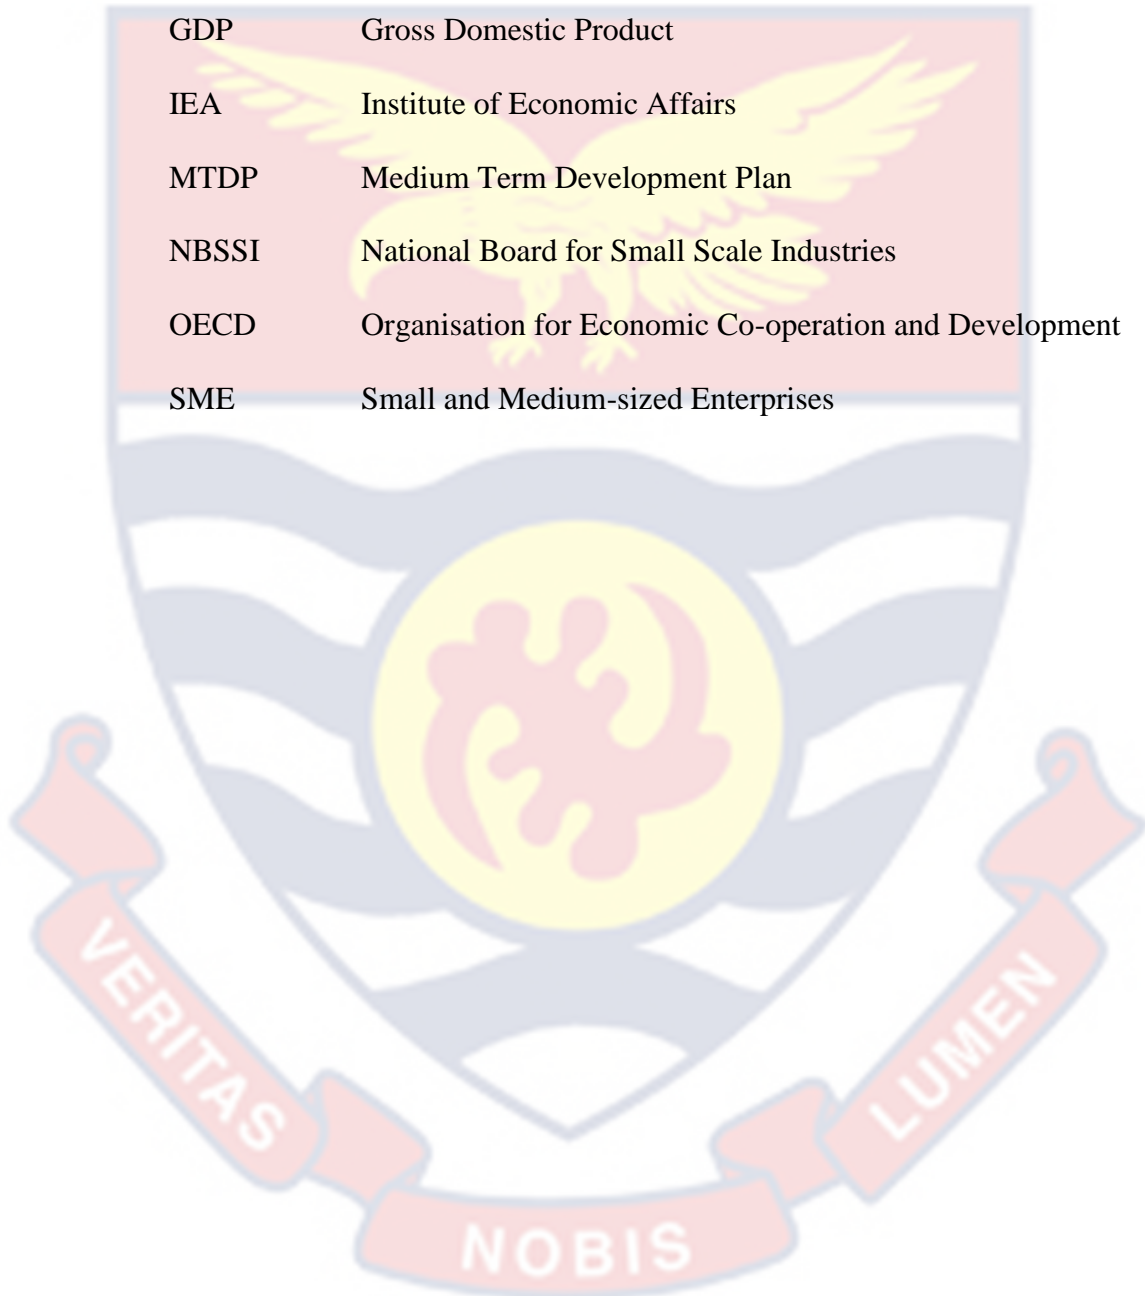 GDP Gross Domestic Product
IEA Institute of Economic Affairs
MTDP Medium Term Development Plan
NBSSI National Board for Small Scale Industries
OECD Organisation for Economic Co-operation and Development
SME Small and Medium-sized Enterprises
VERITAS NOBIS LUMEN